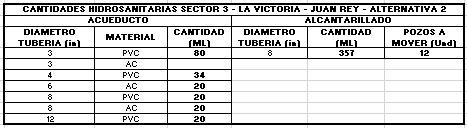 CANTIDADES HIDROSANITARIAS SECTOR 3 - LA VICTORIA - JUAN REY - ALTERNATIVA 2
ACUEDUCTO ALCANTARILLADO
DIAMETRO TUBERIA (in) MATERIAL CANTIDAD (ML) DIAMETRO TUBERIA (in) CANTIDAD (ML) POZOS A MOVER (Und)
3 PVC 80 8 357 12
3 AC
4 PVC 34
6 AC 20
8 PVC 20
8 AC 20
12 PVC 20